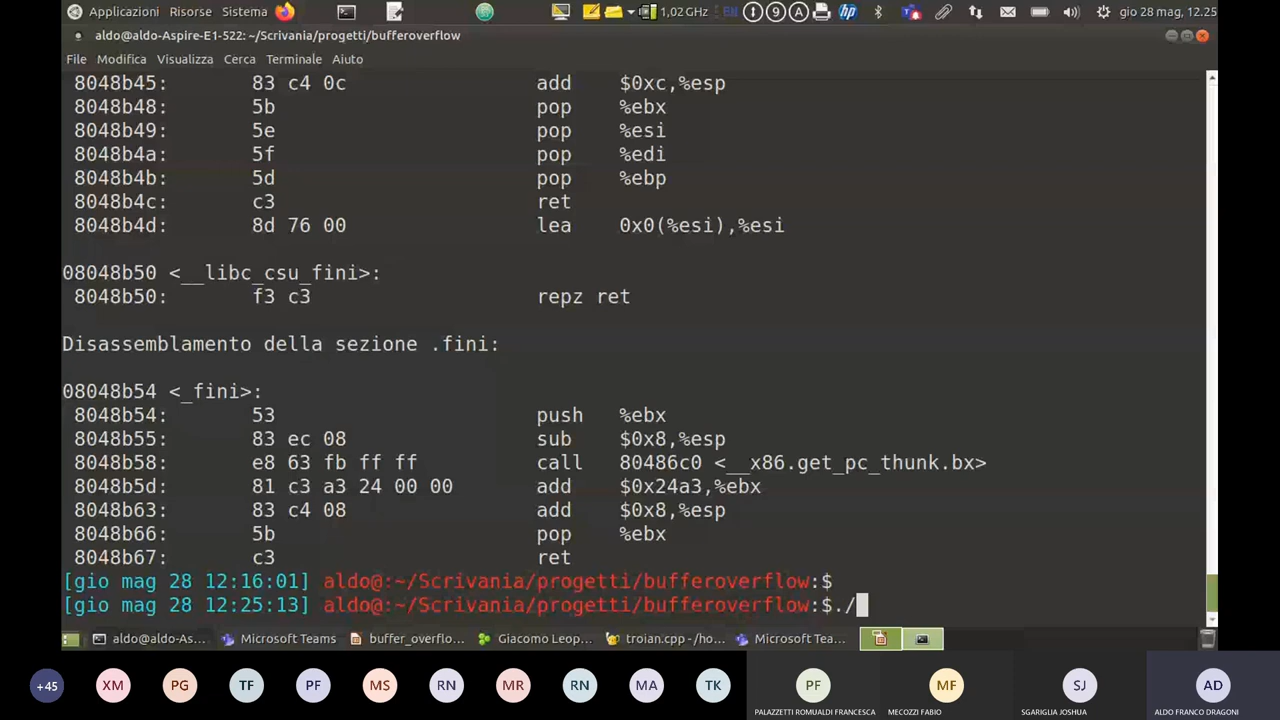 Applicazioni Risorse Sistema 1,02 GHz EN 9 A hp gio 28 mag, 12.25
aldo@aldo-Aspire-E1-522: ~/Scrivania/progetti/bufferoverflow
File Modifica Visualizza Cerca Terminale Aiuto
8048b45: 83 c4 0c add $0xc,%esp
8048b48: 5b pop %ebx
8048b49: 5e pop %esi
8048b4a: 5f pop %edi
8048b4b: 5d pop %ebp
8048b4c: c3 ret
8048b4d: 8d 76 00 lea 0x0(%esi),%esi
08048b50 <__libc_csu_fini>:
8048b50: f3 c3 repz ret
Disassemblamento della sezione .fini:
08048b54 <_fini>:
8048b54: 53 push %ebx
8048b55: 83 ec 08 sub $0x8,%esp
8048b58: e8 63 fb ff ff call 80486c0 <__x86.get_pc_thunk.bx>
8048b5d: 81 c3 a3 24 00 00 add $0x24a3,%ebx
8048b63: 83 c4 08 add $0x8,%esp
8048b66: 5b pop %ebx
8048b67: c3 ret
[gio mag 28 12:16:01] aldo@:~/Scrivania/progetti/bufferoverflow:$
[gio mag 28 12:25:13] aldo@:~/Scrivania/progetti/bufferoverflow:$./
aldo@aldo-As... Microsoft Teams buffer_overflo... Giacomo Leop... troian.cpp ~/ho... Microsoft Tea...
+45 XM PG TF PF MS RN MR RN MA TK PF MF SJ AD
PALAZZETTI ROMUALDI FRANCESCA MECOZZI FABIO SGARIGLIA JOSHUA ALDO FRANCO DRAGONI